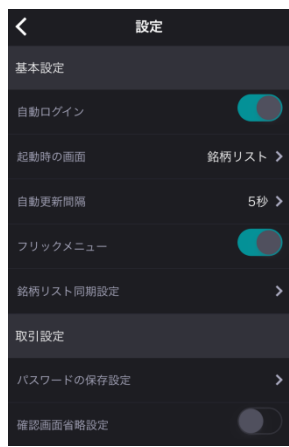 設定
基本設定
自動ログイン
起動時の画面 銘柄リスト
自動更新間隔 5秒
フリックメニュー
銘柄リスト同期設定
取引設定
パスワードの保存設定
確認画面省略設定